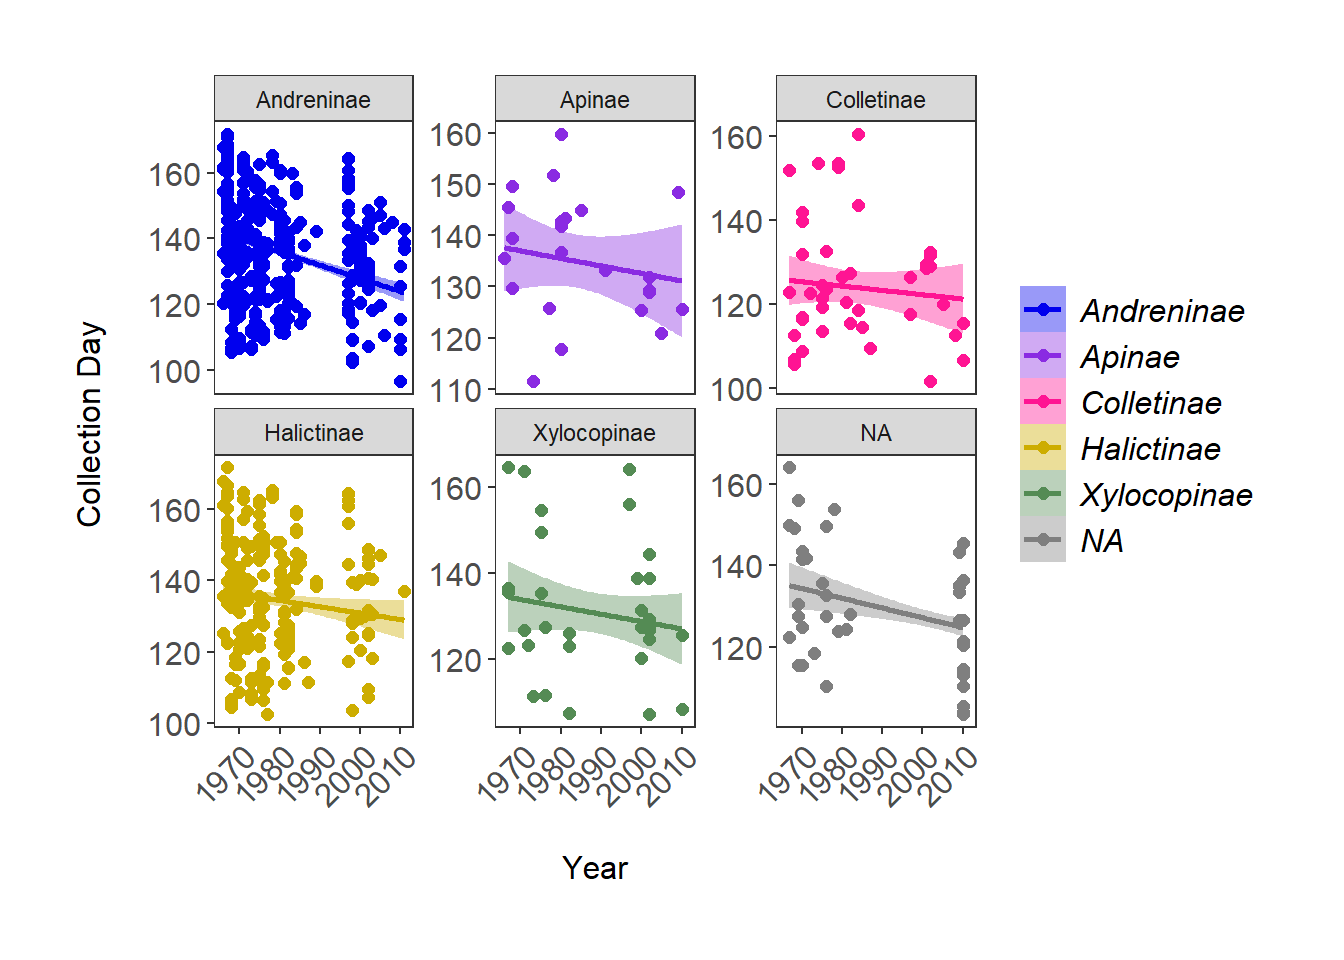 Andreninae Apinae Colletinae
160
140
120
100
160
150
140
130
120
110
160
140
120
100
Collection Day
Halictinae Xylocopinae NA
160
140
120
100
160
140
120
160
140
120
1970 1980 1990 2000 2010
1970 1980 1990 2000 2010
1970 1980 1990 2000 2010
Year
Andreninae
Apinae
Colletinae
Halictinae
Xylocopinae
NA